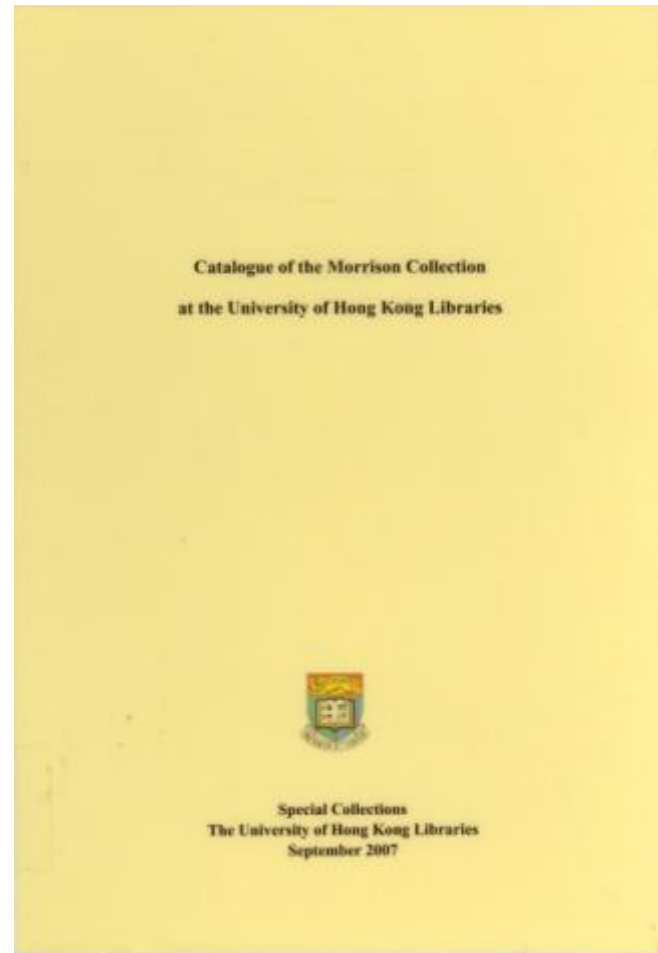 Catalogue of the Morrison Collection
at the University of Hong Kong Libraries
Special Collections
The University of Hong Kong Libraries
September 2007